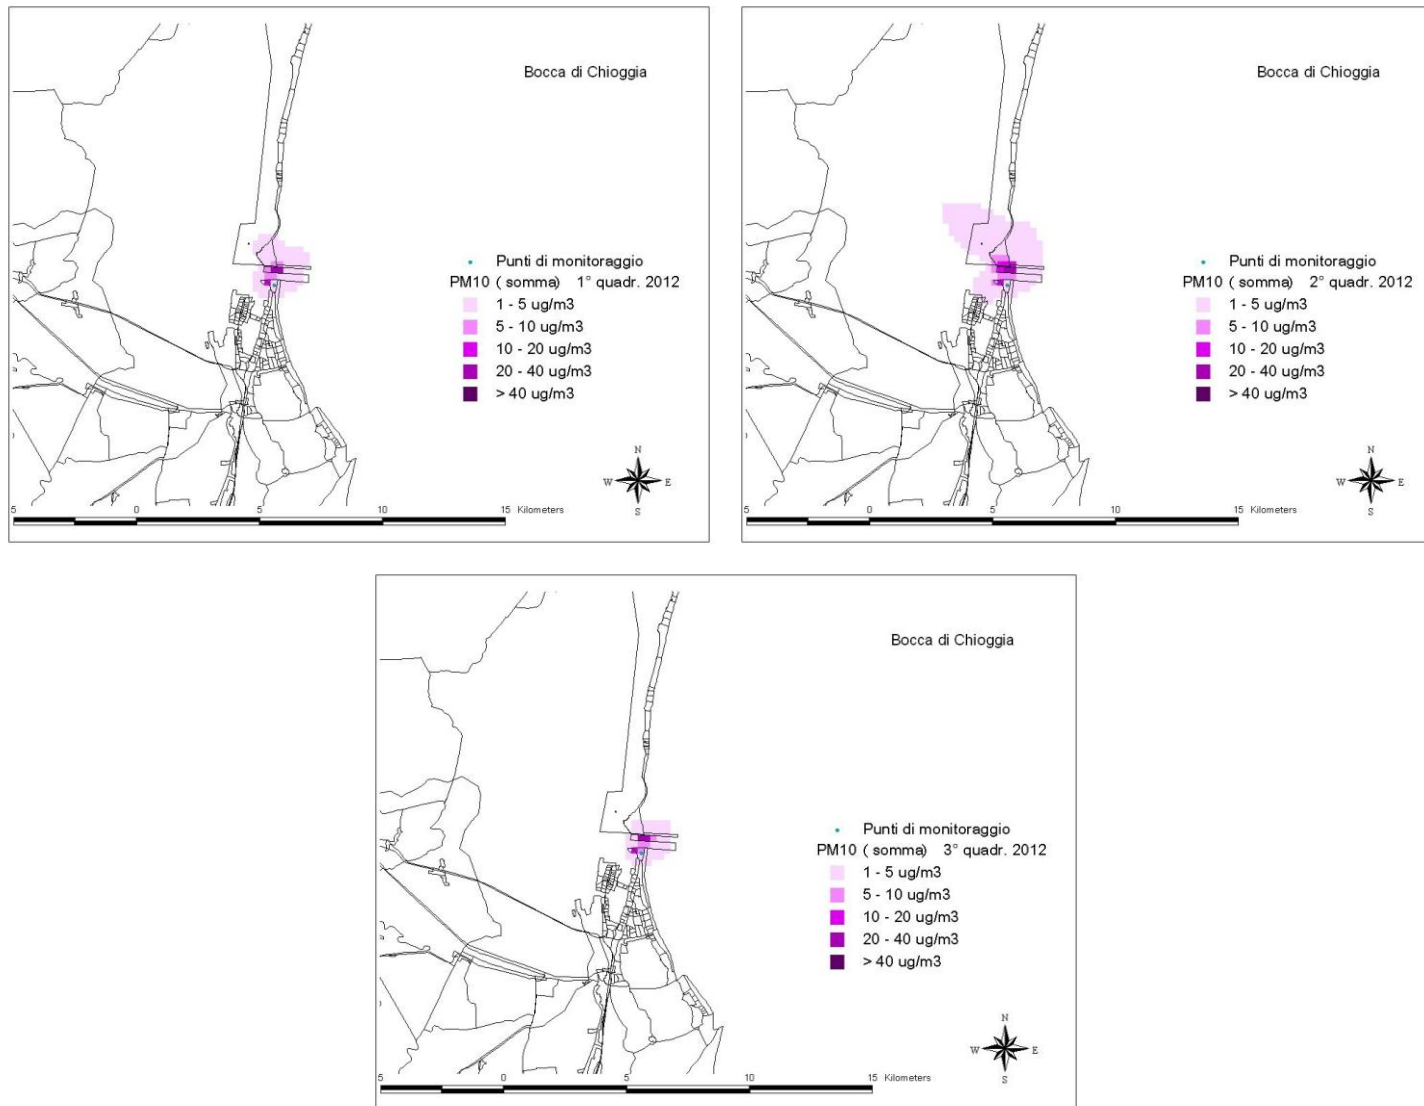 Bocca di Chioggia
Punti di monitoraggio
PM10 ( somma) 1° quadr. 2012
1 - 5 ug/m3
5 - 10 ug/m3
10 - 20 ug/m3
20 - 40 ug/m3
> 40 ug/m3
N
W E
S
5 0 5 10 15 Kilometers
Bocca di Chioggia
Punti di monitoraggio
PM10 ( somma) 2° quadr. 2012
1 - 5 ug/m3
5 - 10 ug/m3
10 - 20 ug/m3
20 - 40 ug/m3
> 40 ug/m3
N
W E
S
5 0 5 10 15 Kilometers
Bocca di Chioggia
Punti di monitoraggio
PM10 ( somma) 3° quadr. 2012
1 - 5 ug/m3
5 - 10 ug/m3
10 - 20 ug/m3
20 - 40 ug/m3
> 40 ug/m3
N
W E
S
5 0 5 10 15 Kilometers